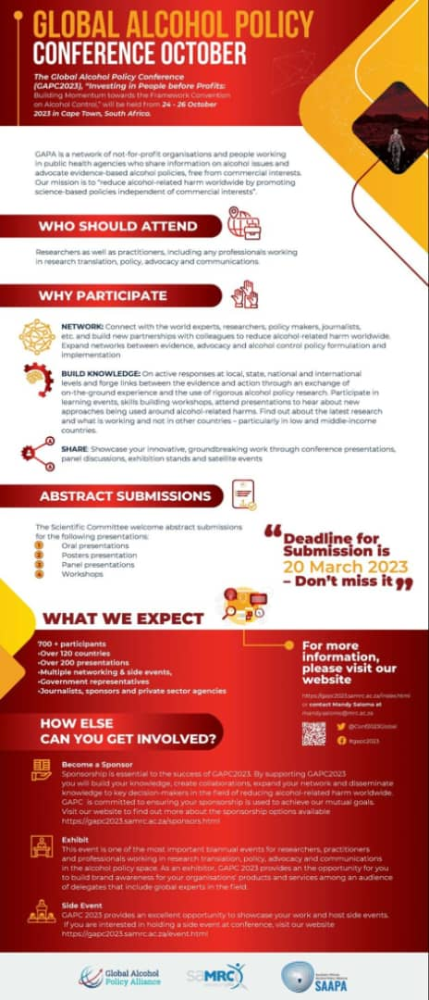 GLOBAL ALCOHOL POLICY
CONFERENCE OCTOBER
The Global Alcohol Policy Conference
(GAPC2023), “Investing in People before Profits:
Building Momentum towards the Framework Convention
on Alcohol Control,” will be held from 24 - 26 October
2023 in Cape Town, South Africa.
GAPA is a network of not-for-profit organisations and people working
in public health agencies who share information on alcohol issues and
advocate evidence-based alcohol policies, free from commercial interests.
Our mission is to “reduce alcohol-related harm worldwide by promoting
science-based policies independent of commercial interests”.
WHO SHOULD ATTEND
Researchers as well as practitioners, including any professionals working
in research translation, policy, advocacy and communications.
WHY PARTICIPATE
NETWORK: Connect with the world experts, researchers, policy makers, journalists,
etc. and build new partnerships with colleagues to reduce alcohol-related harm worldwide.
Expand networks between evidence, advocacy and alcohol control policy formulation and
implementation
BUILD KNOWLEDGE: On active responses at local, state, national and international
levels and forge links between the evidence and action through an exchange of
on-the-ground experience and the use of rigorous alcohol policy research. Participate in
learning events, skills building workshops, attend presentations to hear about new
approaches being used around alcohol-related harms. Find out about the latest research
and what is working and not in other countries – particularly in low and middle-income
countries.
SHARE: Showcase your innovative, groundbreaking work through conference presentations,
panel discussions, exhibition stands and satellite events
ABSTRACT SUBMISSIONS
The Scientific Committee welcome abstract submissions
for the following presentations:
1 Oral presentations
2 Posters presentation
3 Panel presentations
4 Workshops
“Deadline for
Submission is
20 March 2023
– Don’t miss it”
WHAT WE EXPECT
700 + participants
•Over 120 countries
•Over 200 presentations
•Multiple networking & side events,
•Government representatives
•Journalists, sponsors and private sector agencies
For more
information,
please visit our
website
https://gapc2023.samrc.ac.za/index.html
or contact Mandy Salomo at
mandy.salomo@mrc.ac.za
@Conf2023Global
#gapc2023
HOW ELSE
CAN YOU GET INVOLVED?
Become a Sponsor
Sponsorship is essential to the success of GAPC2023. By supporting GAPC2023
you will build your knowledge, create collaborations, expand your network and disseminate
knowledge to key decision-makers in the field of reducing alcohol-related harm worldwide.
GAPC is committed to ensuring your sponsorship is used to achieve our mutual goals.
Visit our website to find out more about the sponsorship options available
https://gapc2023.samrc.ac.za/sponsors.html
Exhibit
This event is one of the most important biannual events for researchers, practitioners
and professionals working in research translation, policy, advocacy and communications
in the alcohol policy space. As an exhibitor, GAPC 2023 provides an the opportunity for you
to build brand awareness for your organisations’ products and services among an audience
of delegates that include global experts in the field.
Side Event
GAPC 2023 provides an excellent opportunity to showcase your work and host side events.
If you are interested in holding a side event at conference, visit our website
https://gapc2023.samrc.ac.za/event.html
Global Alcohol
Policy Alliance
saMRC
SAAPA